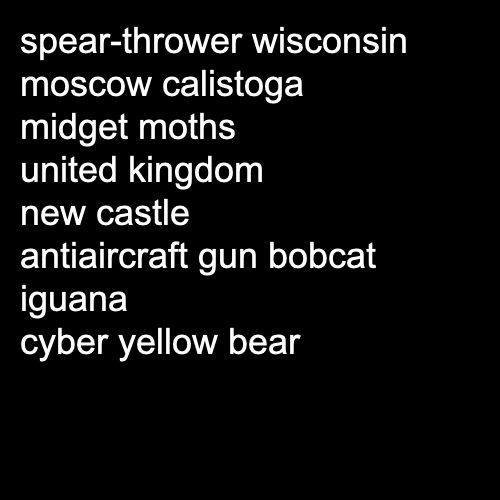 spear-thrower wisconsin
moscow calistoga
midget moths
united kingdom
new castle
antiaircraft gun bobcat
iguana
cyber yellow bear